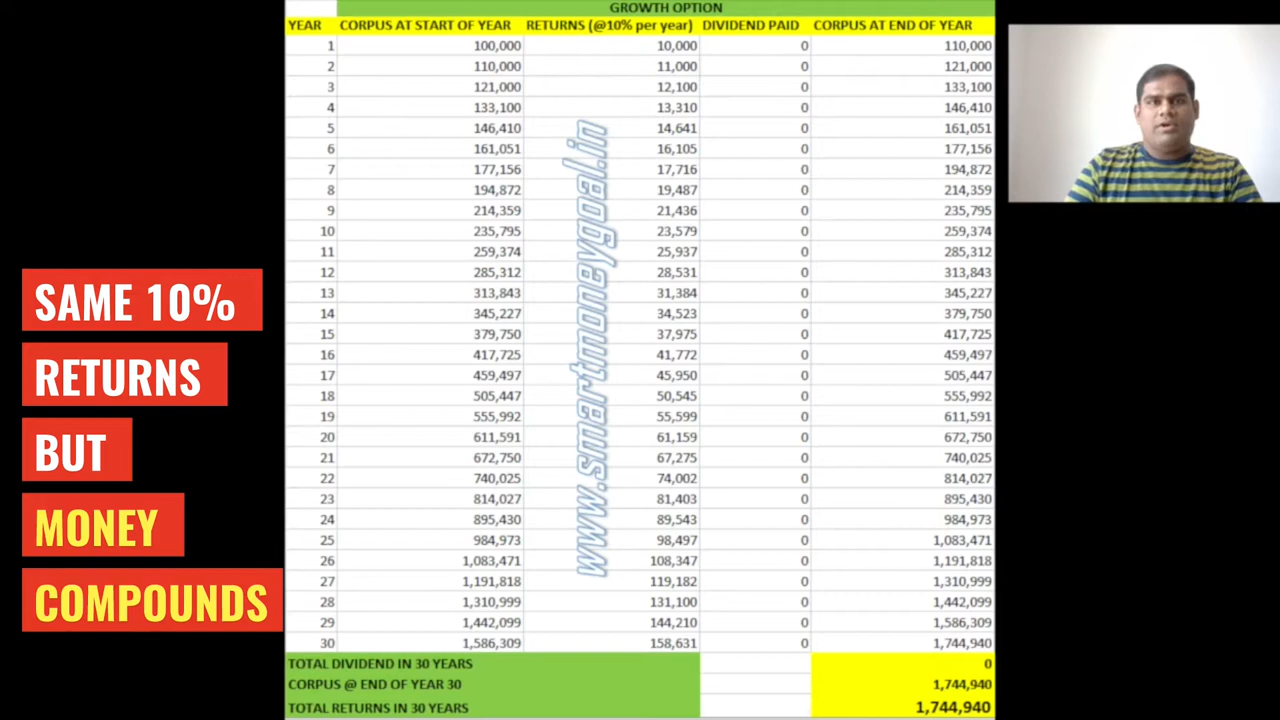 GROWTH OPTION
YEAR CORPUS AT START OF YEAR RETURNS (@10% per year) DIVIDEND PAID CORPUS AT END OF YEAR
1 100,000 10,000 0 110,000
2 110,000 11,000 0 121,000
3 121,000 12,100 0 133,100
4 133,100 13,310 0 146,410
5 146,410 14,641 0 161,051
6 161,051 16,105 0 177,156
7 177,156 17,716 0 194,872
8 194,872 19,487 0 214,359
9 214,359 21,436 0 235,795
10 235,795 23,579 0 259,374
11 259,374 25,937 0 285,312
12 285,312 28,531 0 313,843
13 313,843 31,384 0 345,227
14 345,227 34,523 0 379,750
15 379,750 37,975 0 417,725
16 417,725 41,772 0 459,497
17 459,497 45,950 0 505,447
18 505,447 50,545 0 555,992
19 555,992 55,599 0 611,591
20 611,591 61,159 0 672,750
21 672,750 67,275 0 740,025
22 740,025 74,002 0 814,027
23 814,027 81,403 0 895,430
24 895,430 89,543 0 984,973
25 984,973 98,497 0 1,083,471
26 1,083,471 108,347 0 1,191,818
27 1,191,818 119,182 0 1,310,999
28 1,310,999 131,100 0 1,442,099
29 1,442,099 144,210 0 1,586,309
30 1,586,309 158,631 0 1,744,940
TOTAL DIVIDEND IN 30 YEARS 0
CORPUS @ END OF YEAR 30 1,744,940
TOTAL RETURNS IN 30 YEARS 1,744,940
www.smartmoneygoal.in
SAME 10%
RETURNS
BUT
MONEY
COMPOUNDS